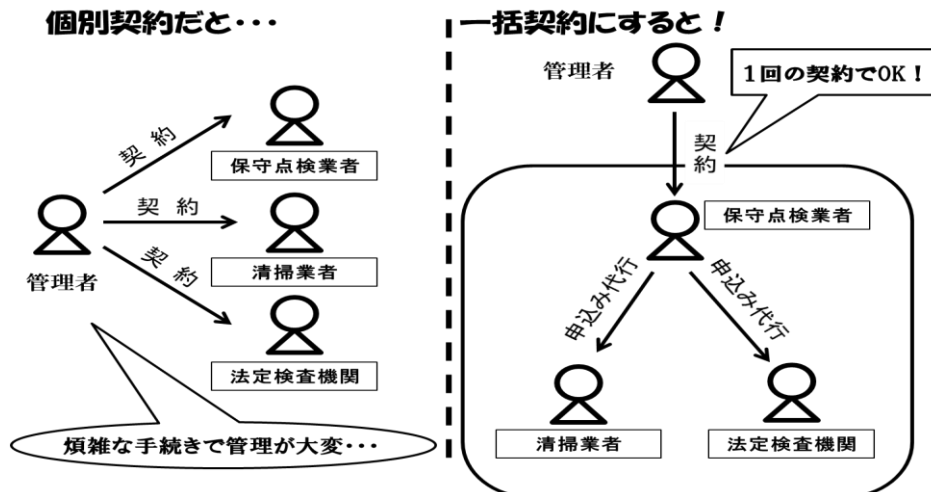 個別契約だと・・・
契約
保守点検業者
契約
清掃業者
契約
法定検査機関
管理者
煩雑な手続きで管理が大変・・・
一括契約にすると！
管理者
1回の契約でOK！
契約
保守点検業者
申込み代行
申込み代行
清掃業者
法定検査機関